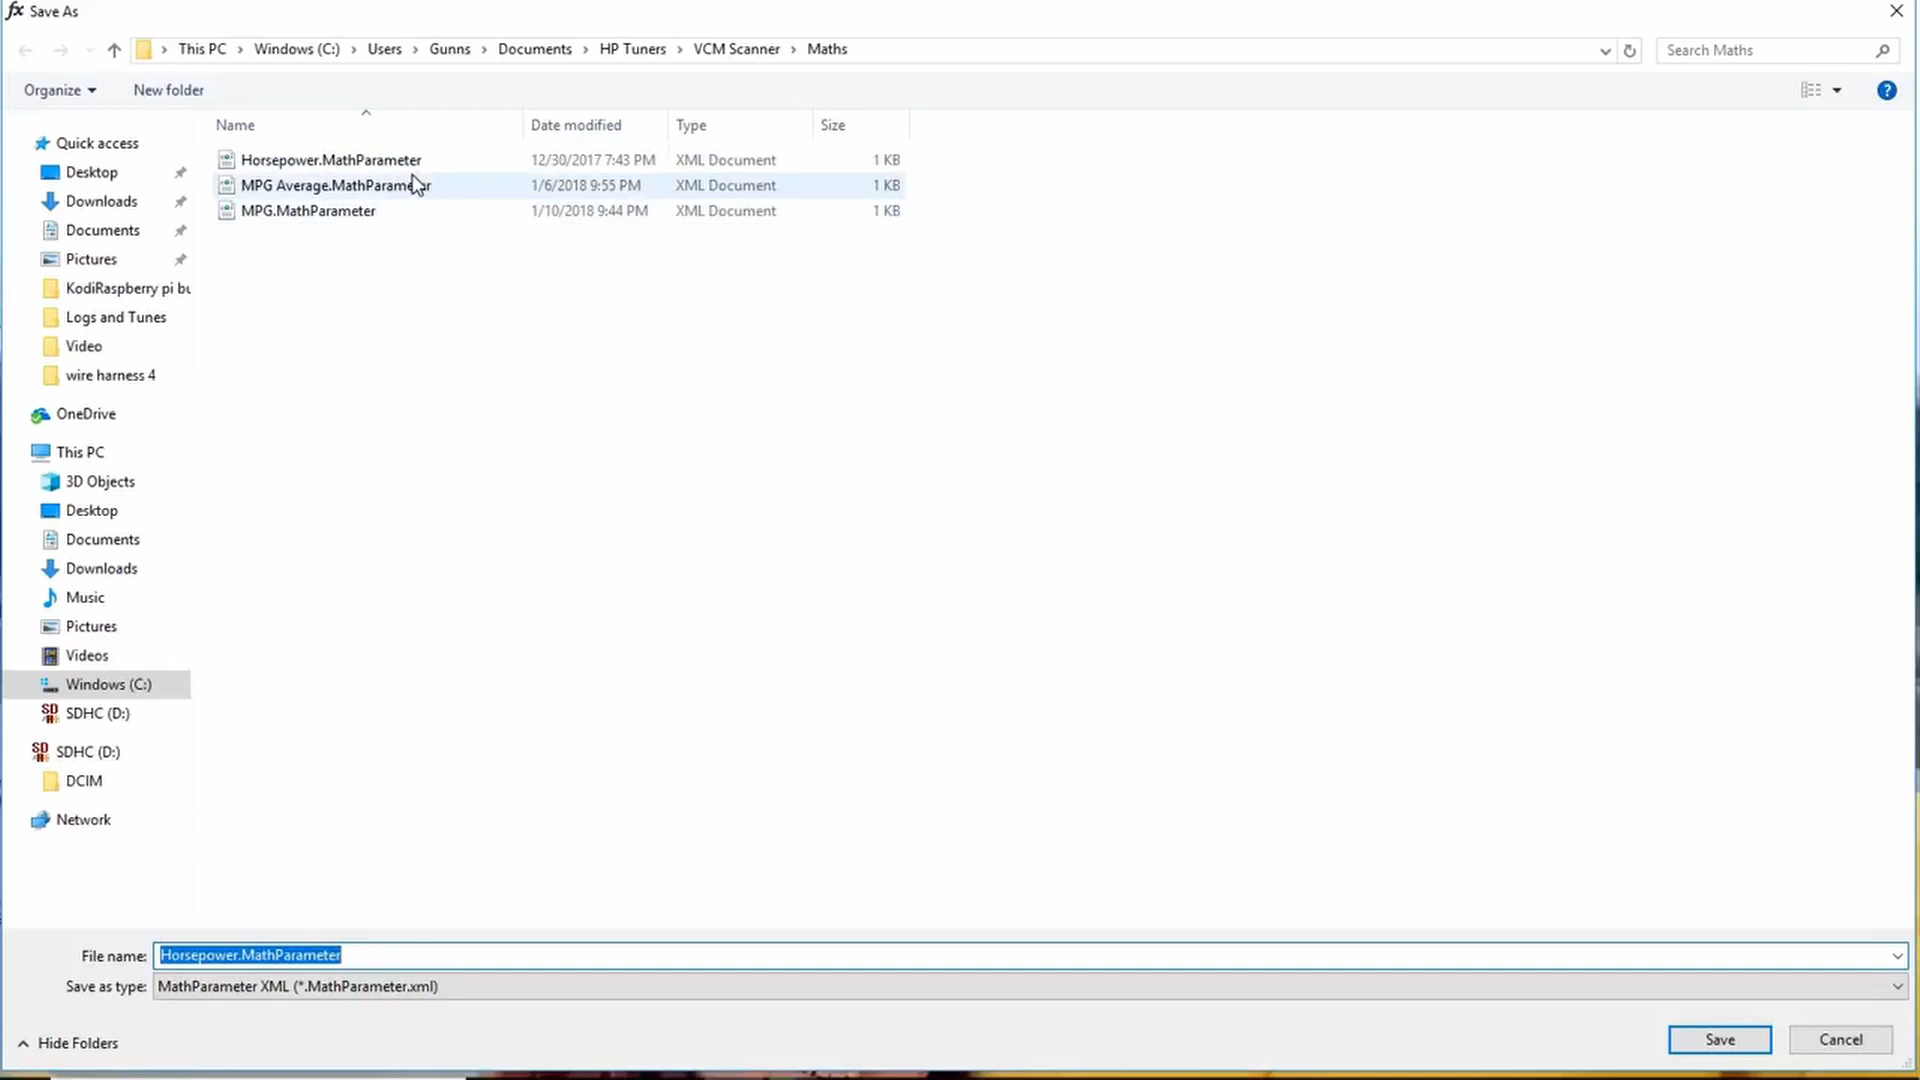 fx Save As
This PC > Windows (C:) > Users > Gunns > Documents > HP Tuners > VCM Scanner > Maths
Search Maths
Organize
New folder
Name Date modified Type Size
Horsepower.MathParameter 12/30/2017 7:43 PM XML Document 1 KB
MPG Average.MathParameter 1/6/2018 9:55 PM XML Document 1 KB
MPG.MathParameter 1/10/2018 9:44 PM XML Document 1 KB
Quick access
Desktop
Downloads
Documents
Pictures
KodiRaspberry pi bu
Logs and Tunes
Video
wire harness 4
OneDrive
This PC
3D Objects
Desktop
Documents
Downloads
Music
Pictures
Videos
Windows (C:)
SDHC (D:)
SDHC (D:)
DCIM
Network
File name: Horsepower.MathParameter
Save as type: MathParameter XML (*.MathParameter.xml)
Hide Folders
Save
Cancel